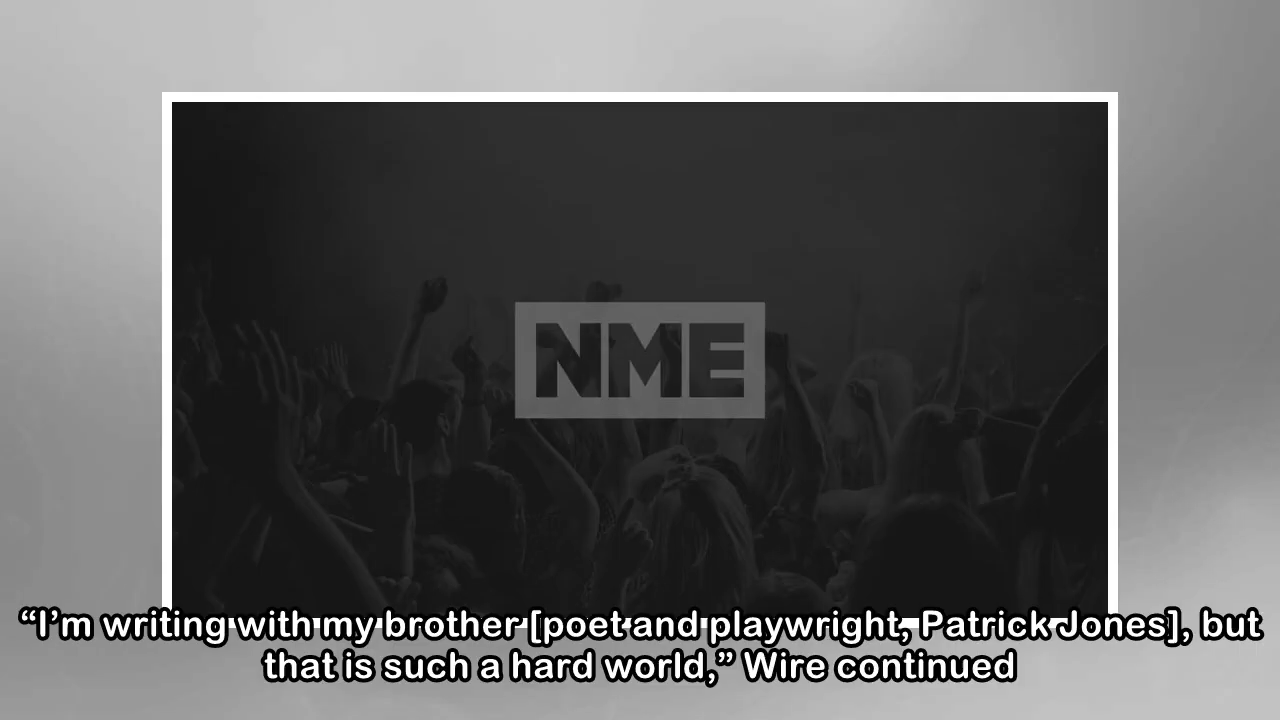 NME
“I’m writing with my brother [poet and playwright, Patrick Jones], but
that is such a hard world,” Wire continued